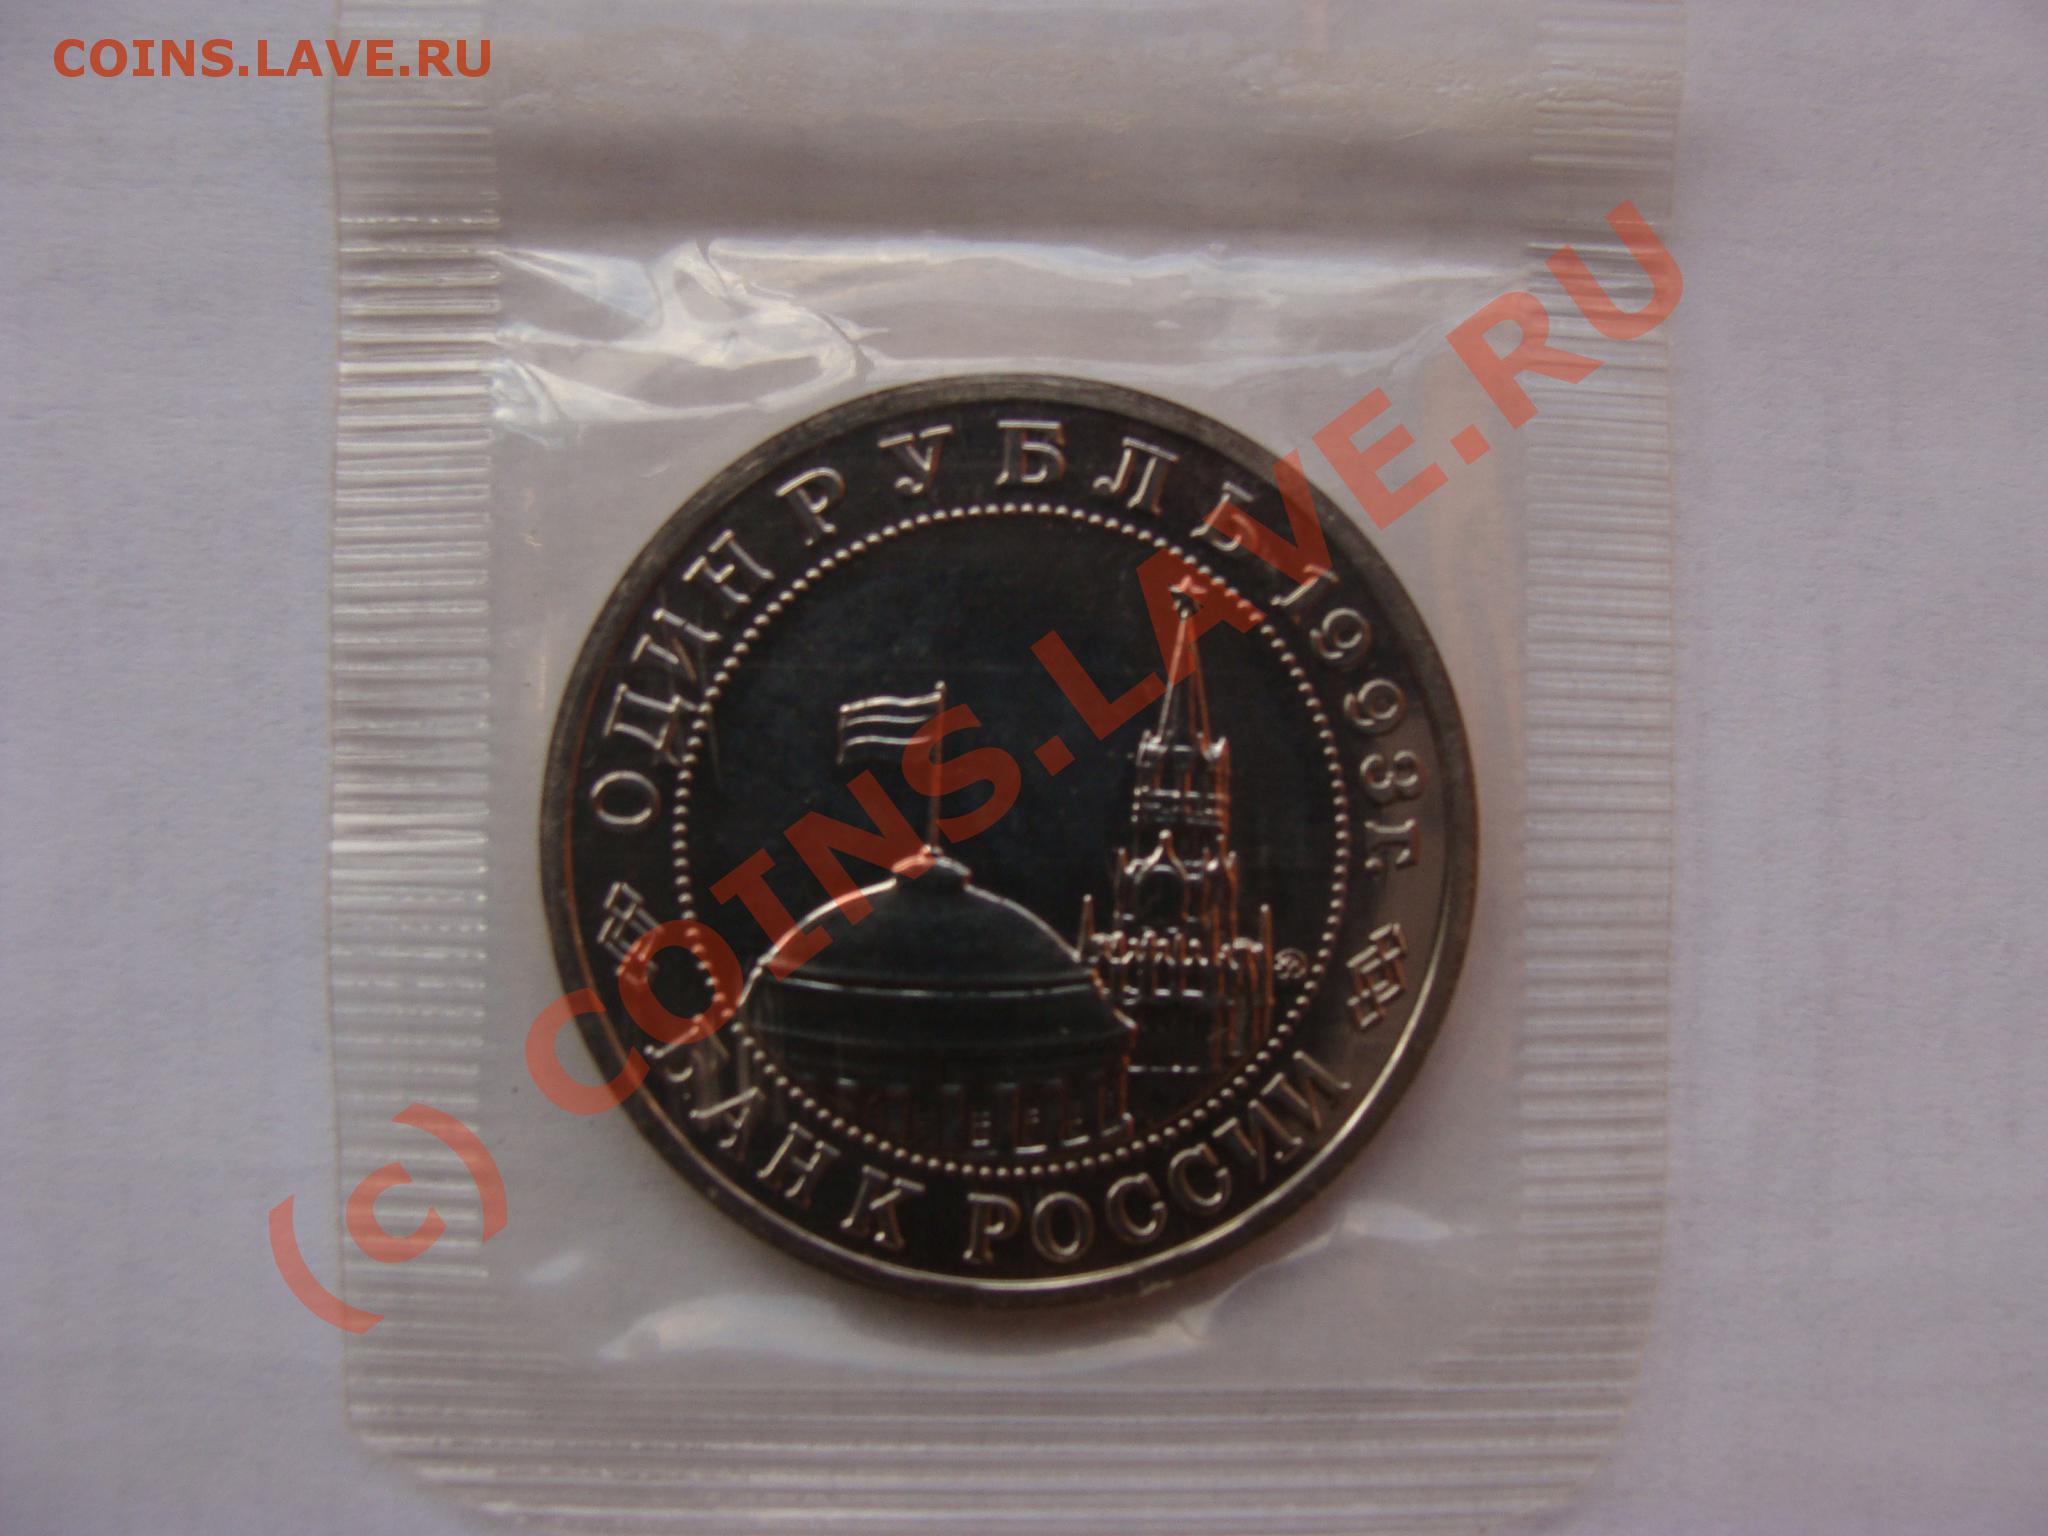 COINS.LAVE.RU
ОДИН РУБЛЬ 1993 г.
БАНК РОССИИ
(c) COINS.LAVE.RU